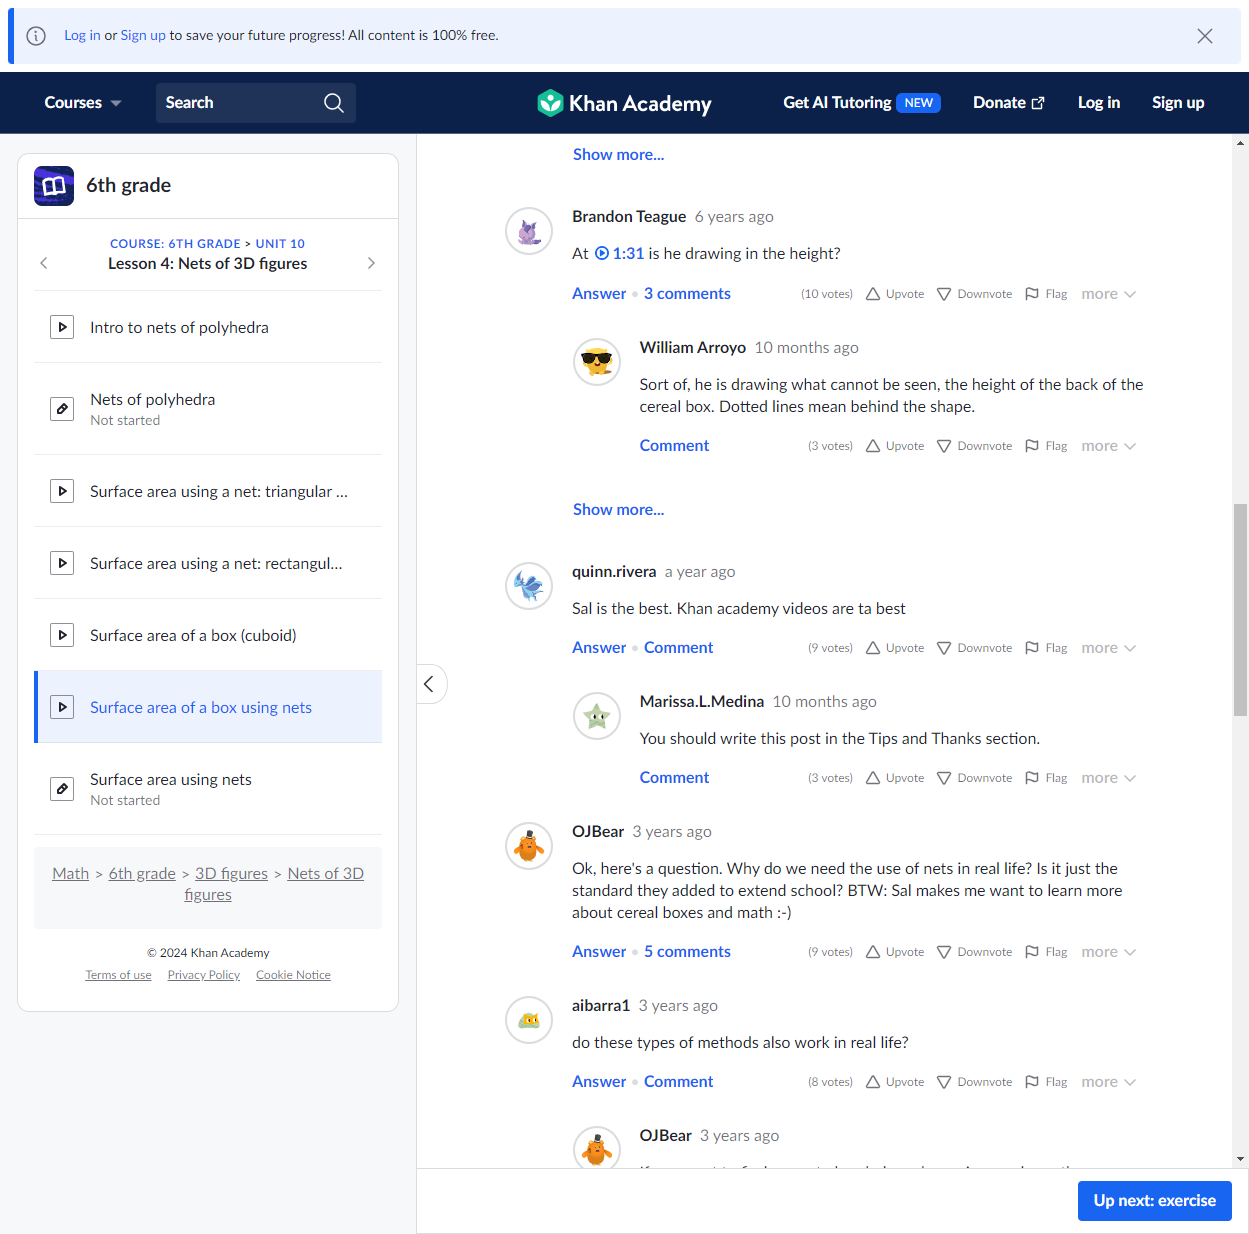 Log in or Sign up to save your future progress! All content is 100% free.
Courses
Search
Khan Academy
Get AI Tutoring NEW
Donate
Log in
Sign up
6th grade
COURSE: 6TH GRADE > UNIT 10
Lesson 4: Nets of 3D figures
Intro to nets of polyhedra
Nets of polyhedra
Not started
Surface area using a net: triangular ...
Surface area using a net: rectangul...
Surface area of a box (cuboid)
Surface area of a box using nets
Surface area using nets
Not started
Math > 6th grade > 3D figures > Nets of 3D
figures
© 2024 Khan Academy
Terms of use Privacy Policy Cookie Notice
Show more...
Brandon Teague 6 years ago
At 1:31 is he drawing in the height?
Answer • 3 comments (10 votes) Upvote Downvote Flag more
William Arroyo 10 months ago
Sort of, he is drawing what cannot be seen, the height of the back of the
cereal box. Dotted lines mean behind the shape.
Comment (3 votes) Upvote Downvote Flag more
Show more...
quinn.rivera a year ago
Sal is the best. Khan academy videos are ta best
Answer • Comment (9 votes) Upvote Downvote Flag more
Marissa.L.Medina 10 months ago
You should write this post in the Tips and Thanks section.
Comment (3 votes) Upvote Downvote Flag more
OJBear 3 years ago
Ok, here's a question. Why do we need the use of nets in real life? Is it just the
standard they added to extend school? BTW: Sal makes me want to learn more
about cereal boxes and math :-)
Answer • 5 comments (9 votes) Upvote Downvote Flag more
aibarra1 3 years ago
do these types of methods also work in real life?
Answer • Comment (8 votes) Upvote Downvote Flag more
OJBear 3 years ago
Up next: exercise